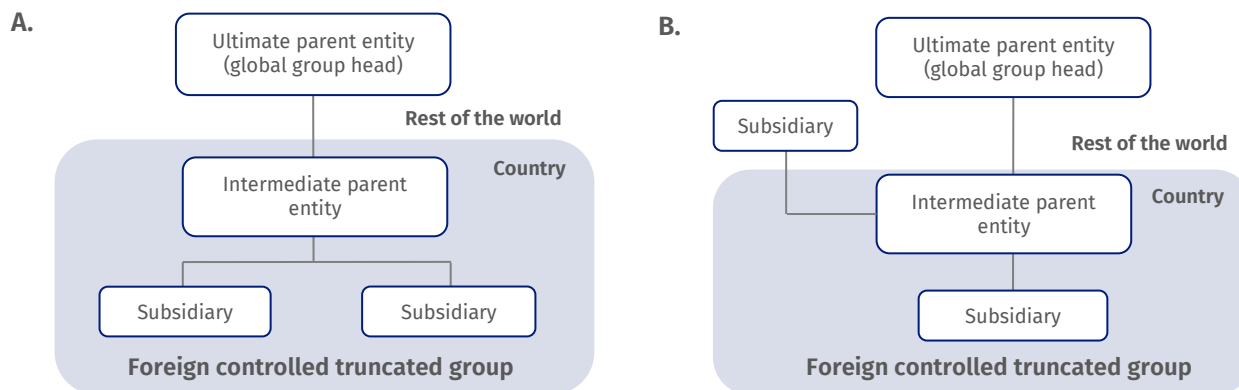 A.
Ultimate parent entity
(global group head)
Rest of the world
Country
Intermediate parent
entity
Subsidiary
Subsidiary
Foreign controlled truncated group
B.
Ultimate parent entity
(global group head)
Subsidiary
Rest of the world
Country
Intermediate parent
entity
Subsidiary
Foreign controlled truncated group